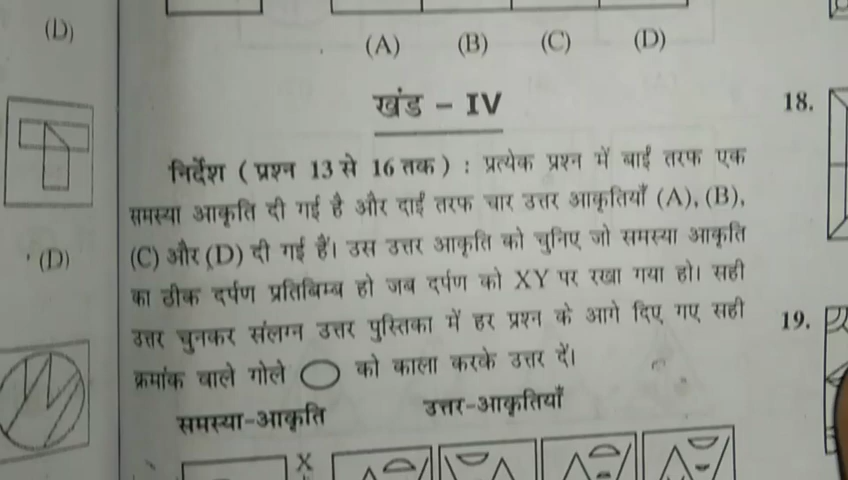 (D)
(A) (B) (C) (D)
खंड – IV
18.
निर्देश ( प्रश्न 13 से 16 तक ) : प्रत्येक प्रश्न में बाईं तरफ एक
समस्या आकृति दी गई है और दाईं तरफ चार उत्तर आकृतियाँ (A), (B),
(C) और (D) दी गई हैं। उस उत्तर आकृति को चुनिए जो समस्या आकृति
का ठीक दर्पण प्रतिबिम्ब हो जब दर्पण को XY पर रखा गया हो। सही
उत्तर चुनकर संलग्न उत्तर पुस्तिका में हर प्रश्न के आगे दिए गए सही
क्रमांक वाले गोले को काला करके उत्तर दें।
(D)
19.
समस्या-आकृति उत्तर-आकृतियाँ
X